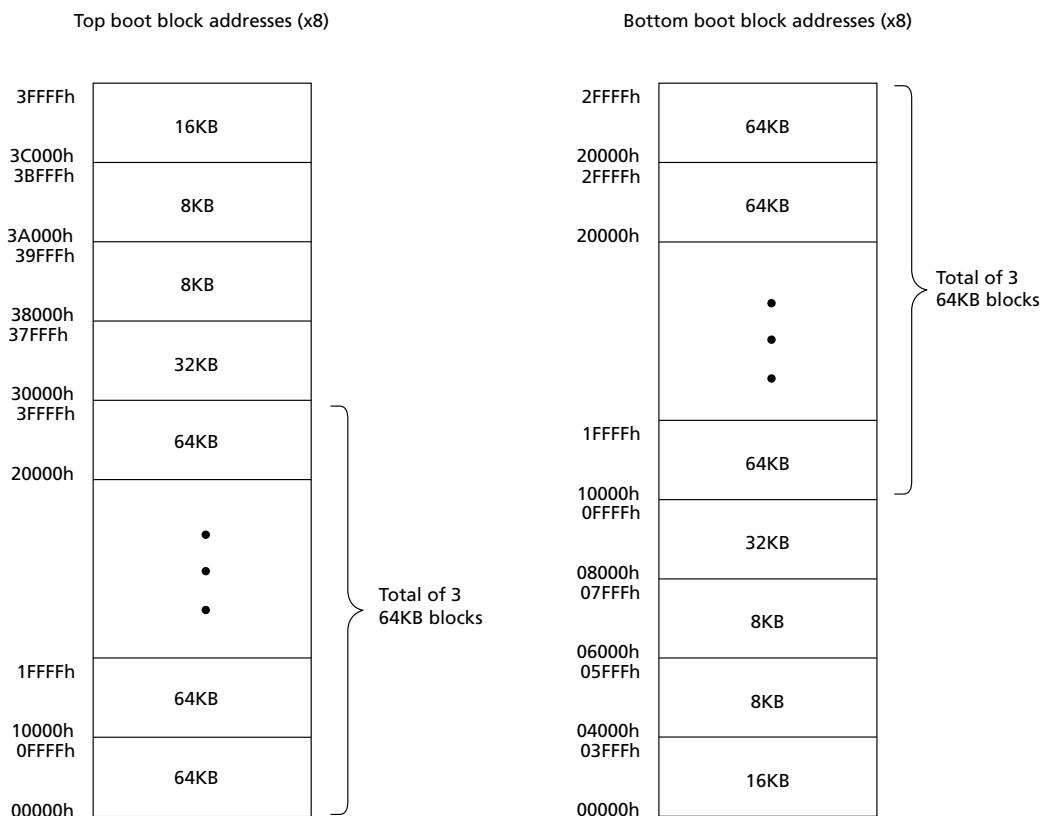 Top boot block addresses (x8)
3FFFFh
16KB
3C000h
3BFFFh
8KB
3A000h
39FFFh
8KB
38000h
37FFFh
32KB
30000h
3FFFFh
64KB
20000h
1FFFFh
64KB
10000h
0FFFFh
64KB
00000h
Total of 3
64KB blocks
Bottom boot block addresses (x8)
2FFFFh
64KB
20000h
2FFFFh
64KB
20000h
1FFFFh
64KB
10000h
0FFFFh
32KB
08000h
07FFFh
8KB
06000h
05FFFh
8KB
04000h
03FFFh
16KB
00000h
Total of 3
64KB blocks